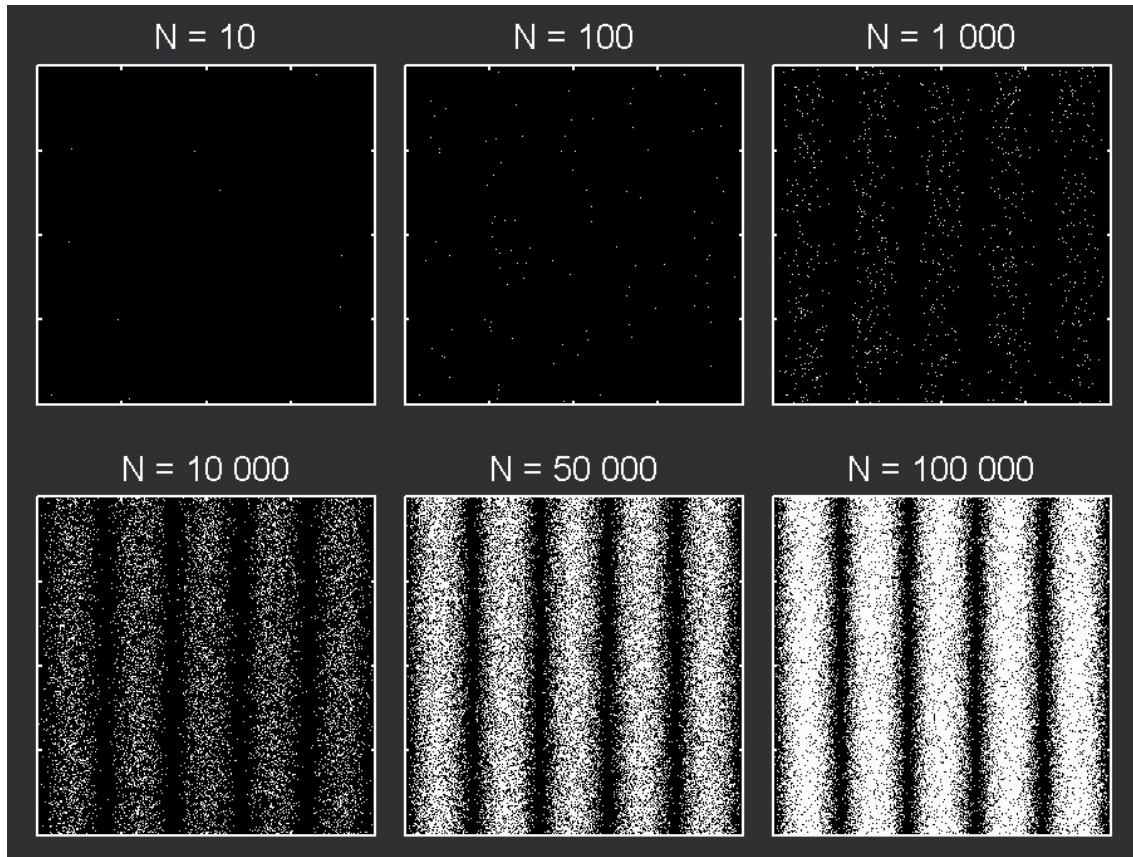 N = 10
N = 100
N = 1 000
N = 10 000
N = 50 000
N = 100 000